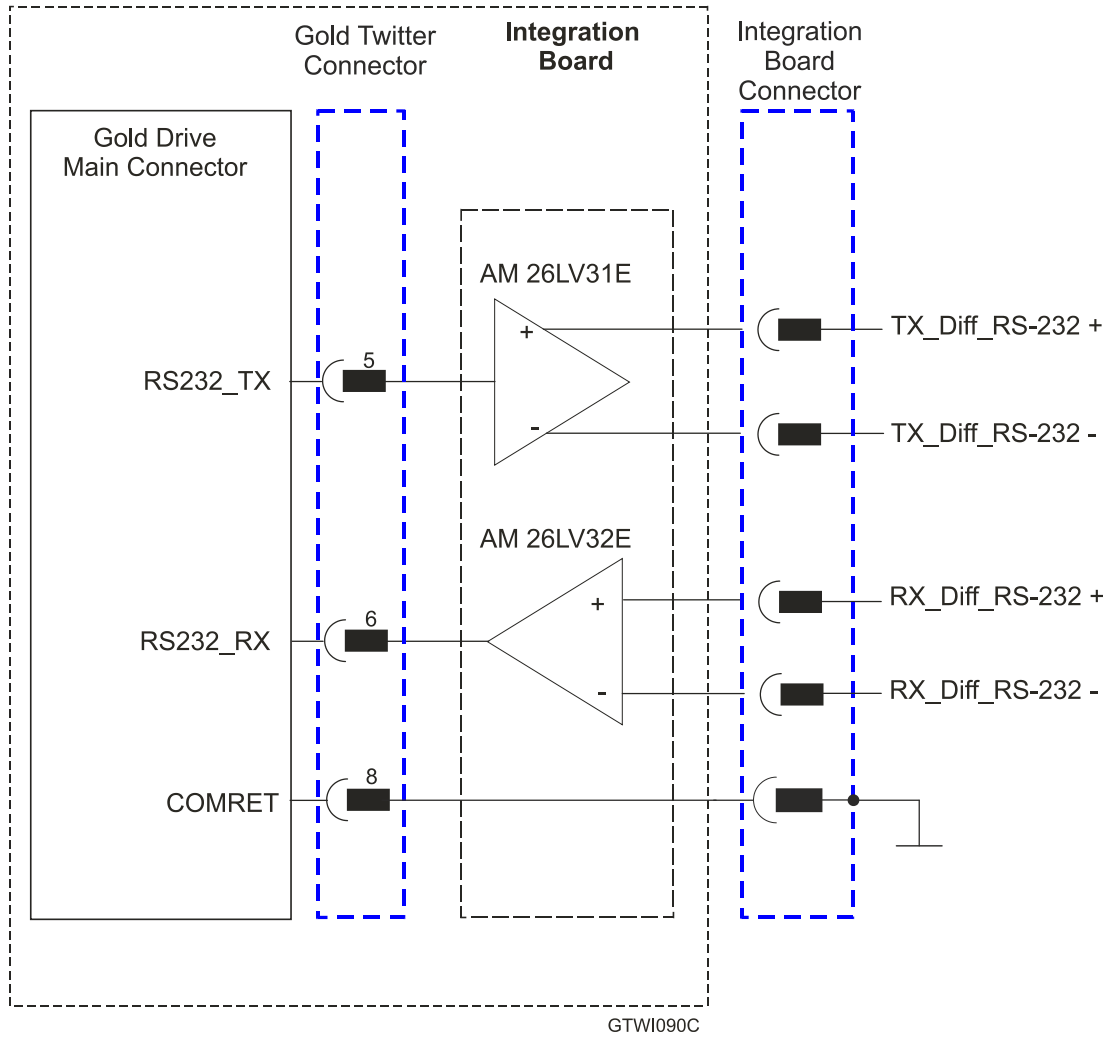 Gold Twitter
Connector
Integration
Board
Integration
Board
Connector
Gold Drive
Main Connector
AM 26LV31E
+
-
TX_Diff_RS-232 +
5
RS232_TX
TX_Diff_RS-232 -
AM 26LV32E
+
-
RX_Diff_RS-232 +
6
RS232_RX
RX_Diff_RS-232 -
8
COMRET
GTWI090C